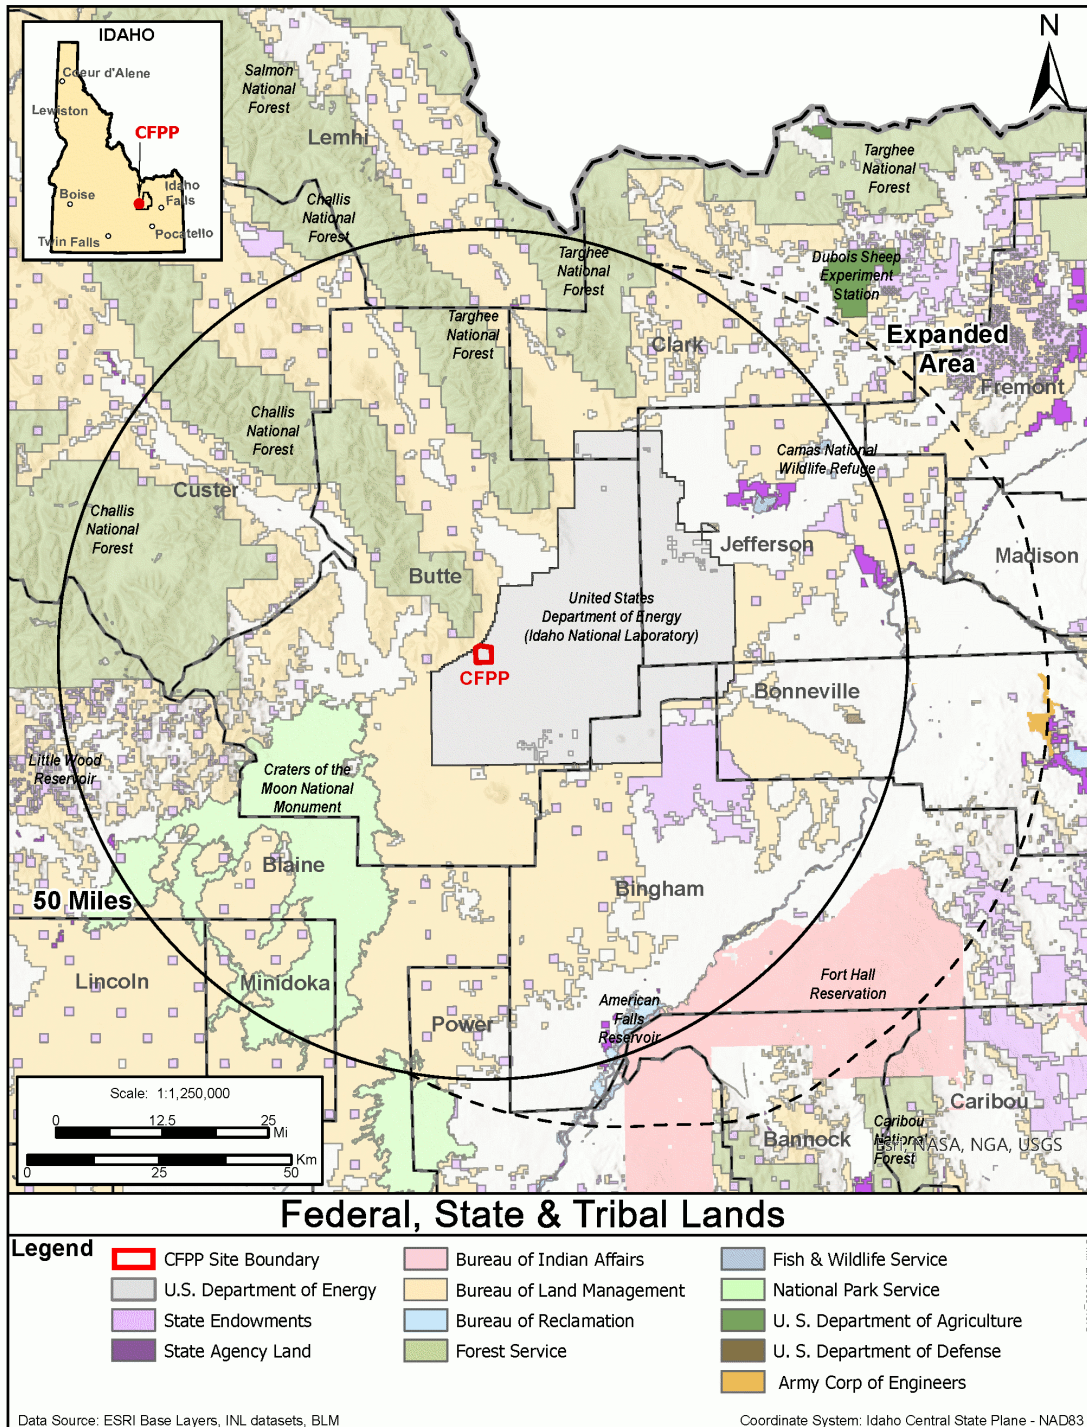 IDAHO
Coeur d'Alene
Lewiston
CFPP
Boise
Idaho
Falls
Twin Falls
Pocatello
N
Salmon
National
Forest
Lemhi
Targhee
National
Forest
Challis
National
Forest
Targhee
National
Forest
Dubois Sheep
Experiment
Station
Targhee
National
Forest
Clark
Expanded
Area
Fremont
Challis
National
Forest
Camas National
Wildlife Refuge
Custer
Challis
National
Forest
Jefferson
Madison
Butte
United States
Department of Energy
(Idaho National Laboratory)
CFPP
Bonneville
Little Wood
Reservoir
Craters of the
Moon National
Monument
Blaine
Bingham
50 Miles
Lincoln
Minidoka
Fort Hall
Reservation
American
Falls
Reservoir
Power
Scale: 1:1,250,000
0 12.5 25
Mi
0 25 50
Km
Caribou
Bannock
Caribou
National
Forest
Esri, NASA, NGA, USGS
Federal, State & Tribal Lands
Legend
CFPP Site Boundary
U.S. Department of Energy
State Endowments
State Agency Land
Bureau of Indian Affairs
Bureau of Land Management
Bureau of Reclamation
Forest Service
Fish & Wildlife Service
National Park Service
U. S. Department of Agriculture
U. S. Department of Defense
Army Corp of Engineers
Data Source: ESRI Base Layers, INL datasets, BLM
Coordinate System: Idaho Central State Plane - NAD83